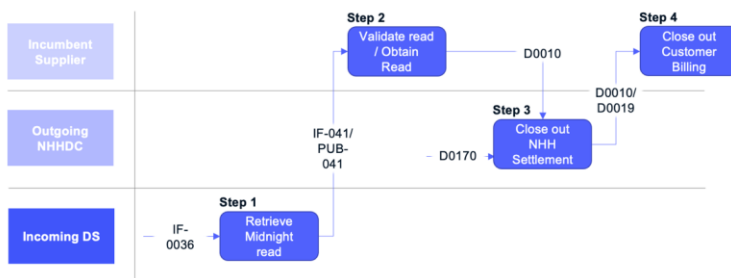 Step 2
Step 4
Incumbent
Supplier
Validate read
/ Obtain
Read
D0010
Close out
Customer
Billing
D0010/
D0019
Step 3
Outgoing
NHHDC
IF-041/
PUB-
041
D0170
Close out
NHH
Settlement
Step 1
Incoming DS
IF-
0036
Retrieve
Midnight
read